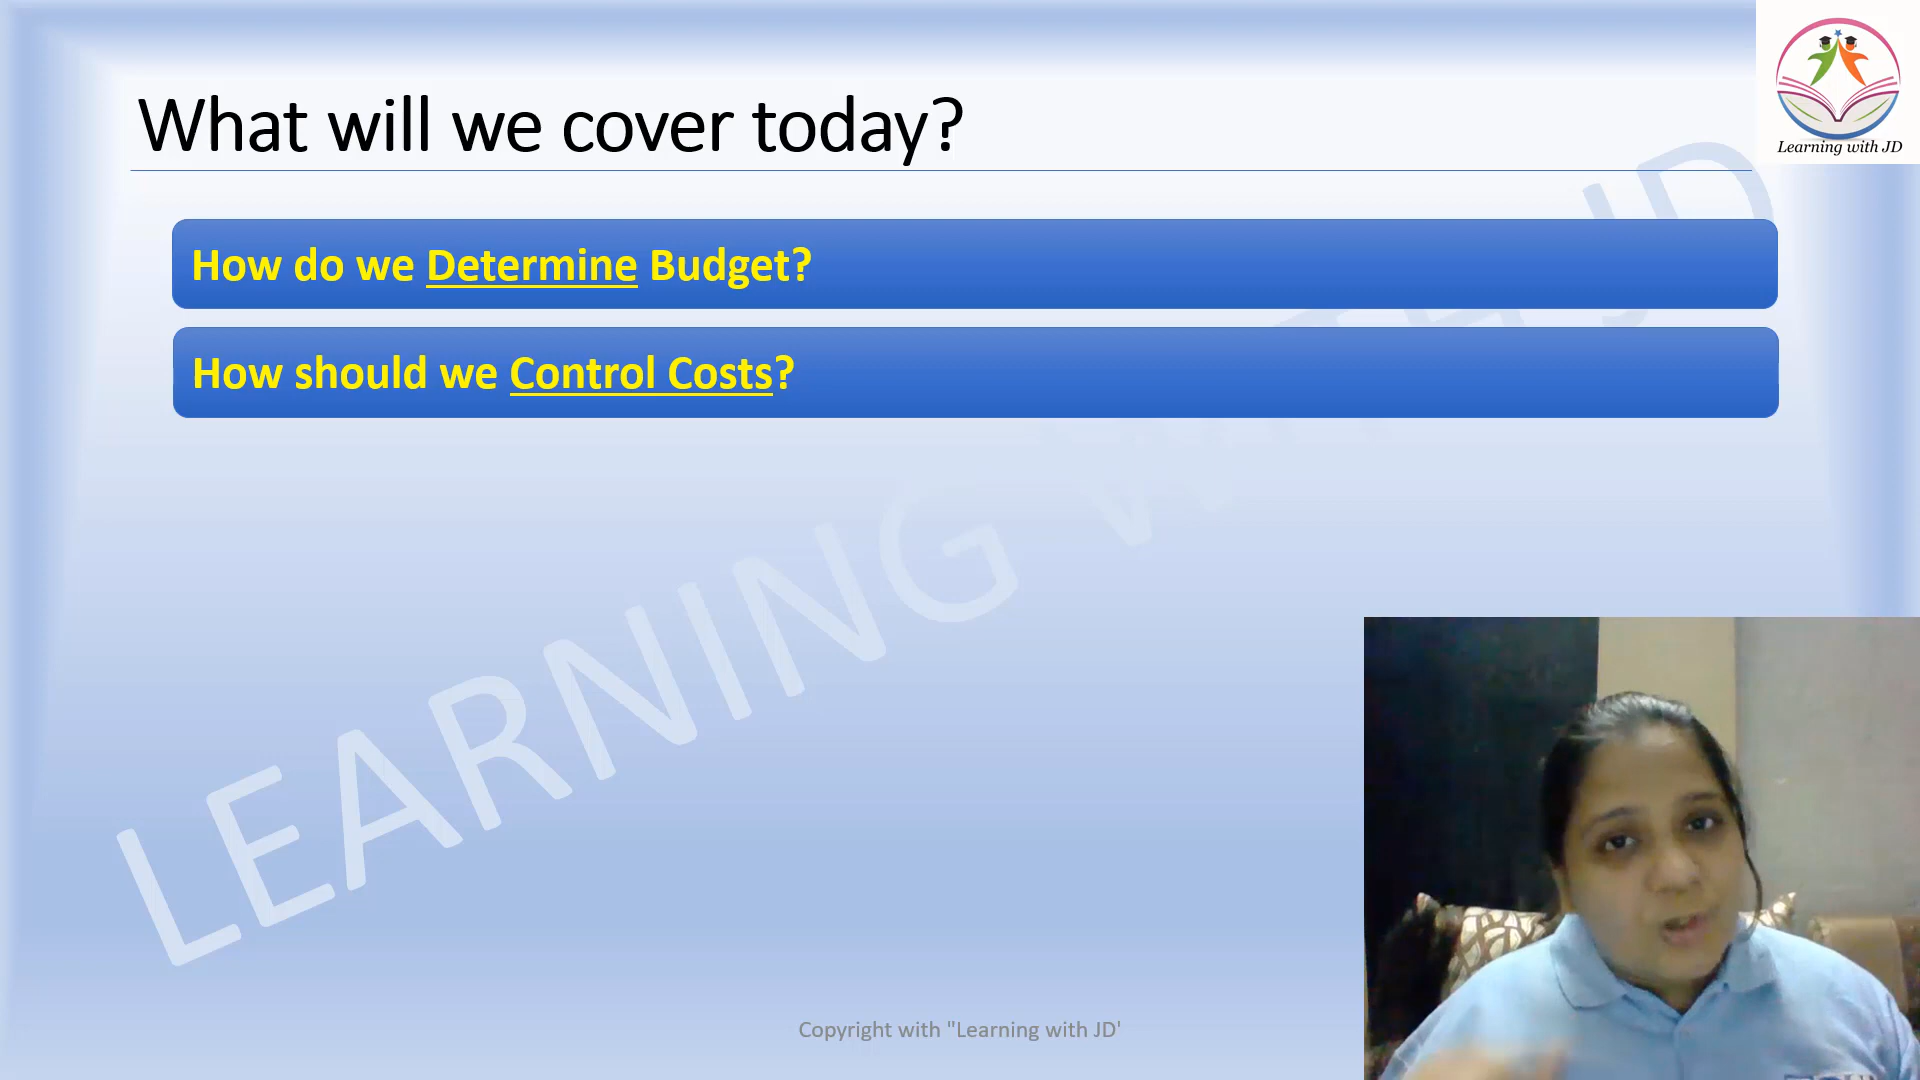 What will we cover today?
Learning with JD
How do we Determine Budget?
How should we Control Costs?
LEARNING WITH JD
Copyright with "Learning with JD'